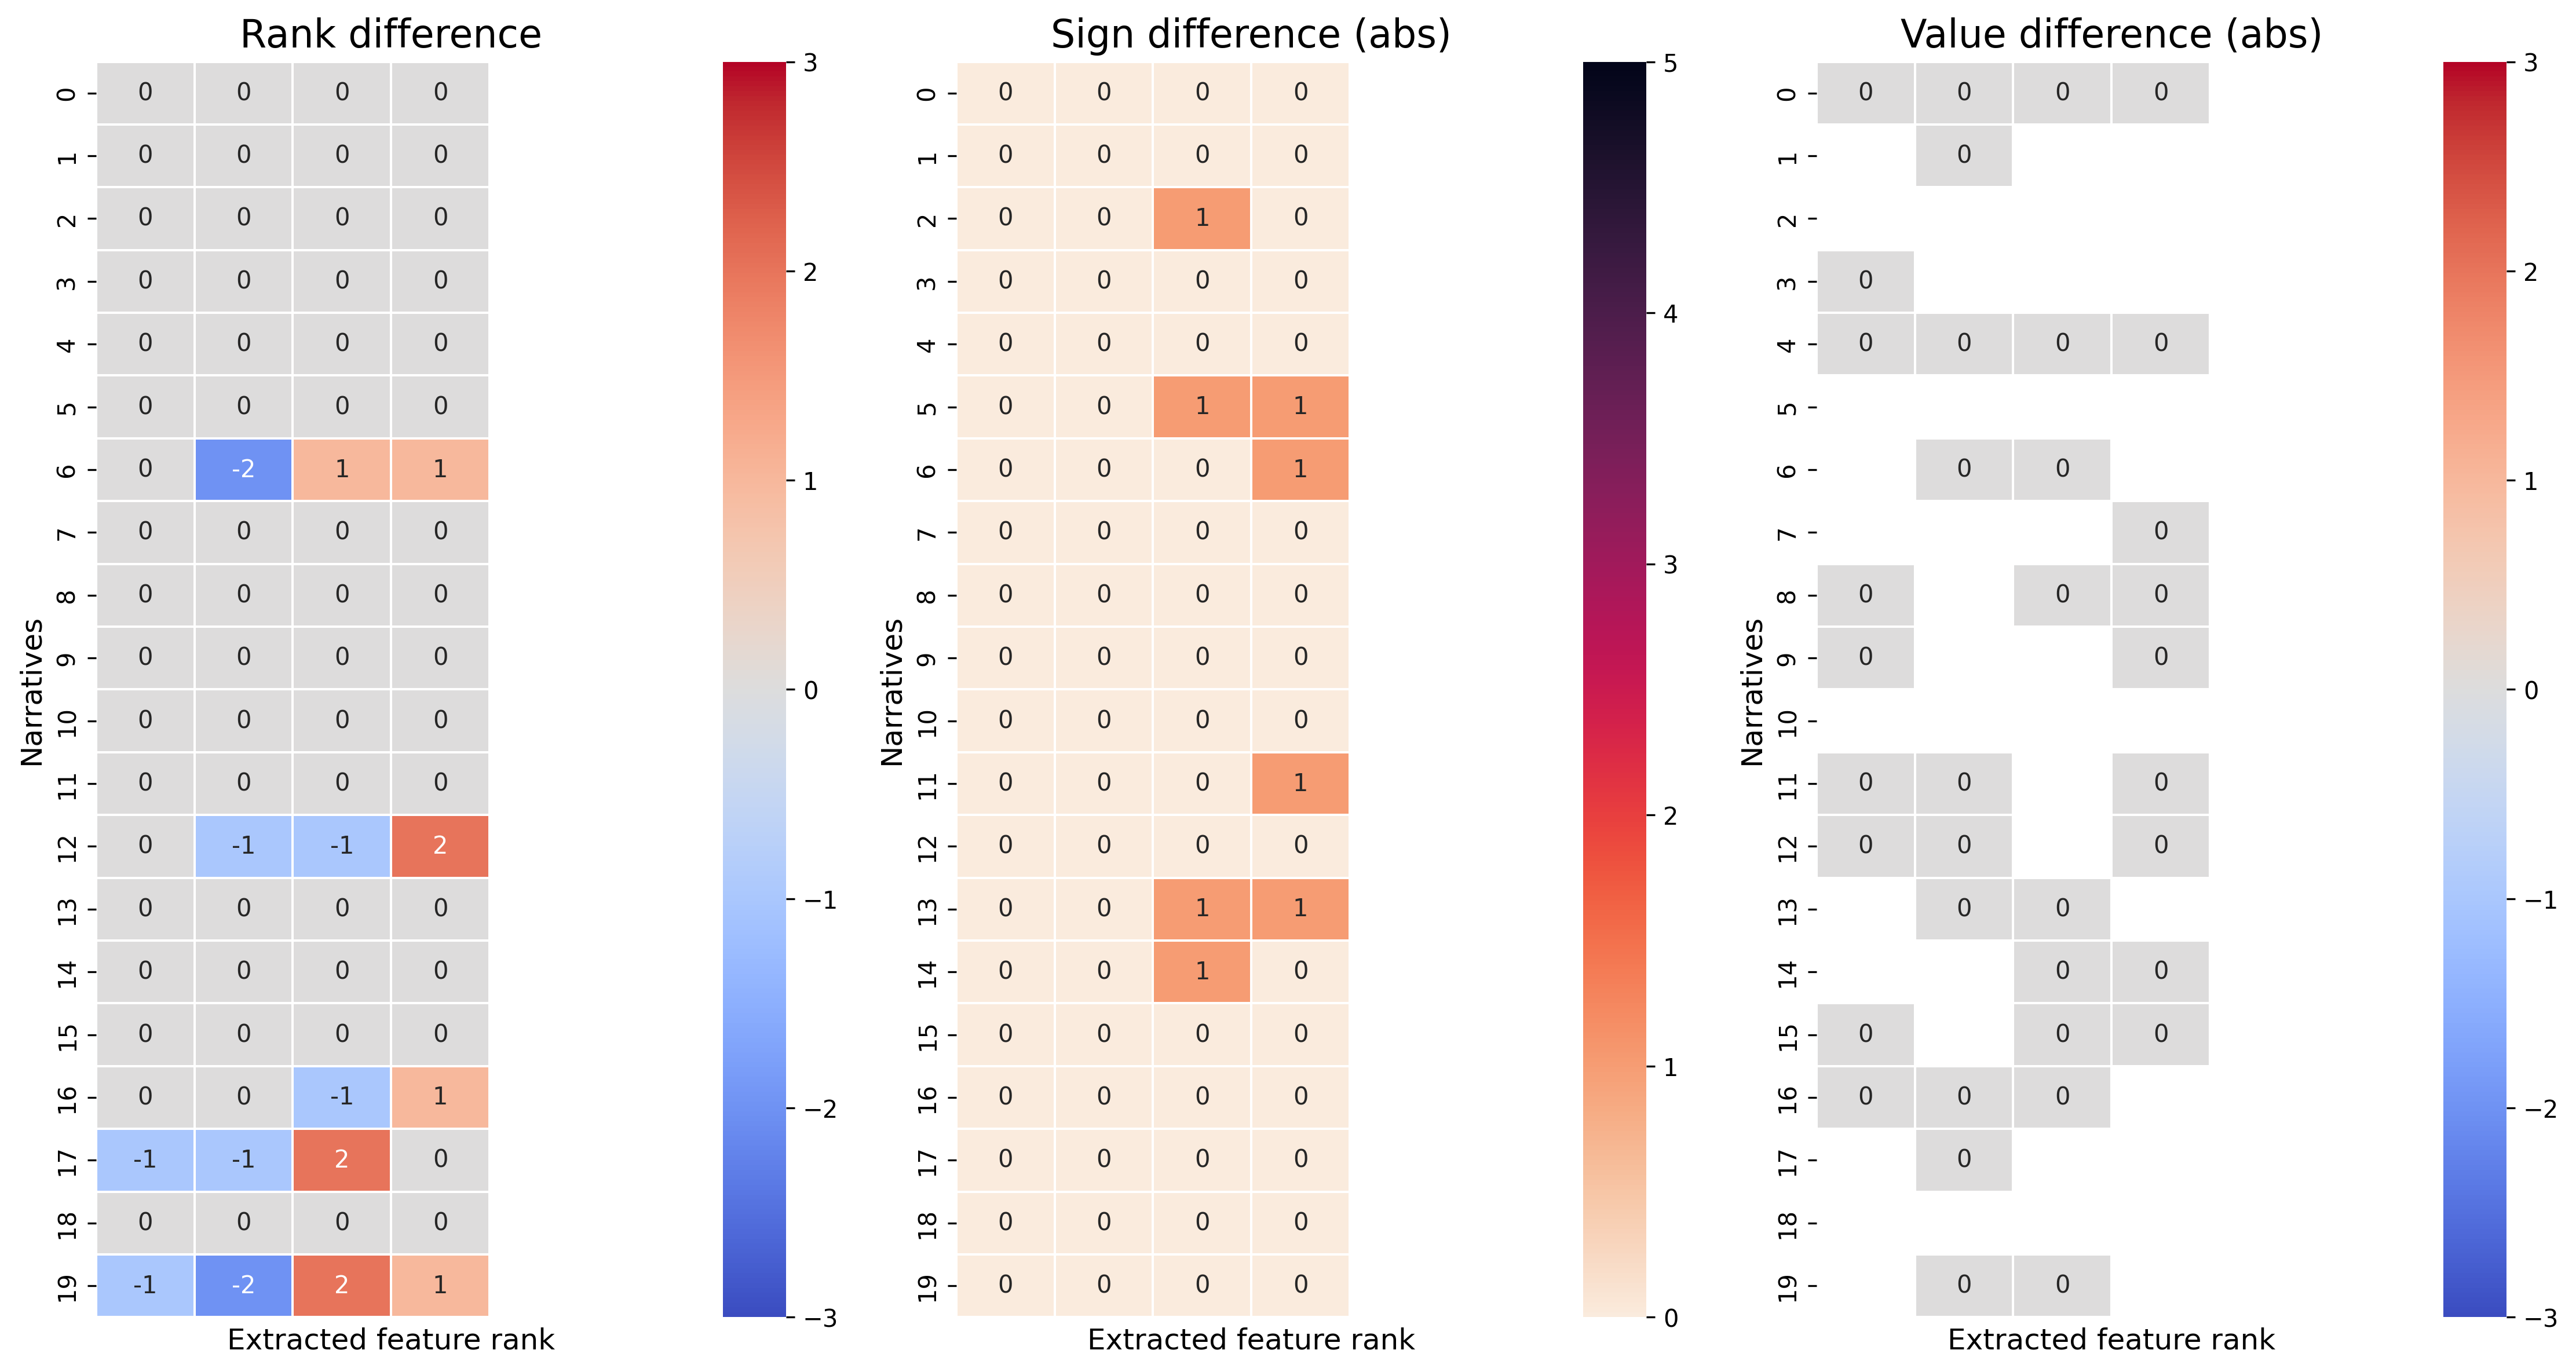 Rank difference
Narratives
0 0 0 0 0
1 0 0 0 0
2 0 0 0 0
3 0 0 0 0
4 0 0 0 0
5 0 0 0 0
6 0 -2 1 1
7 0 0 0 0
8 0 0 0 0
9 0 0 0 0
10 0 0 0 0
11 0 0 0 0
12 0 -1 -1 2
13 0 0 0 0
14 0 0 0 0
15 0 0 0 0
16 0 0 -1 1
17 -1 -1 2 0
18 0 0 0 0
19 -1 -2 2 1
Extracted feature rank
3
2
1
0
−1
−2
−3
Sign difference (abs)
Narratives
0 0 0 0 0
1 0 0 0 0
2 0 0 1 0
3 0 0 0 0
4 0 0 0 0
5 0 0 1 1
6 0 0 0 1
7 0 0 0 0
8 0 0 0 0
9 0 0 0 0
10 0 0 0 0
11 0 0 0 1
12 0 0 0 0
13 0 0 1 1
14 0 0 1 0
15 0 0 0 0
16 0 0 0 0
17 0 0 0 0
18 0 0 0 0
19 0 0 0 0
Extracted feature rank
5
4
3
2
1
0
Value difference (abs)
Narratives
0 0 0 0 0
1 0
2
3 0
4 0 0 0 0
5
6 0 0
7 0
8 0 0 0
9 0 0
10
11 0 0 0
12 0 0 0
13 0 0
14 0 0
15 0 0 0
16 0 0 0
17 0
18
19 0 0
Extracted feature rank
3
2
1
0
−1
−2
−3